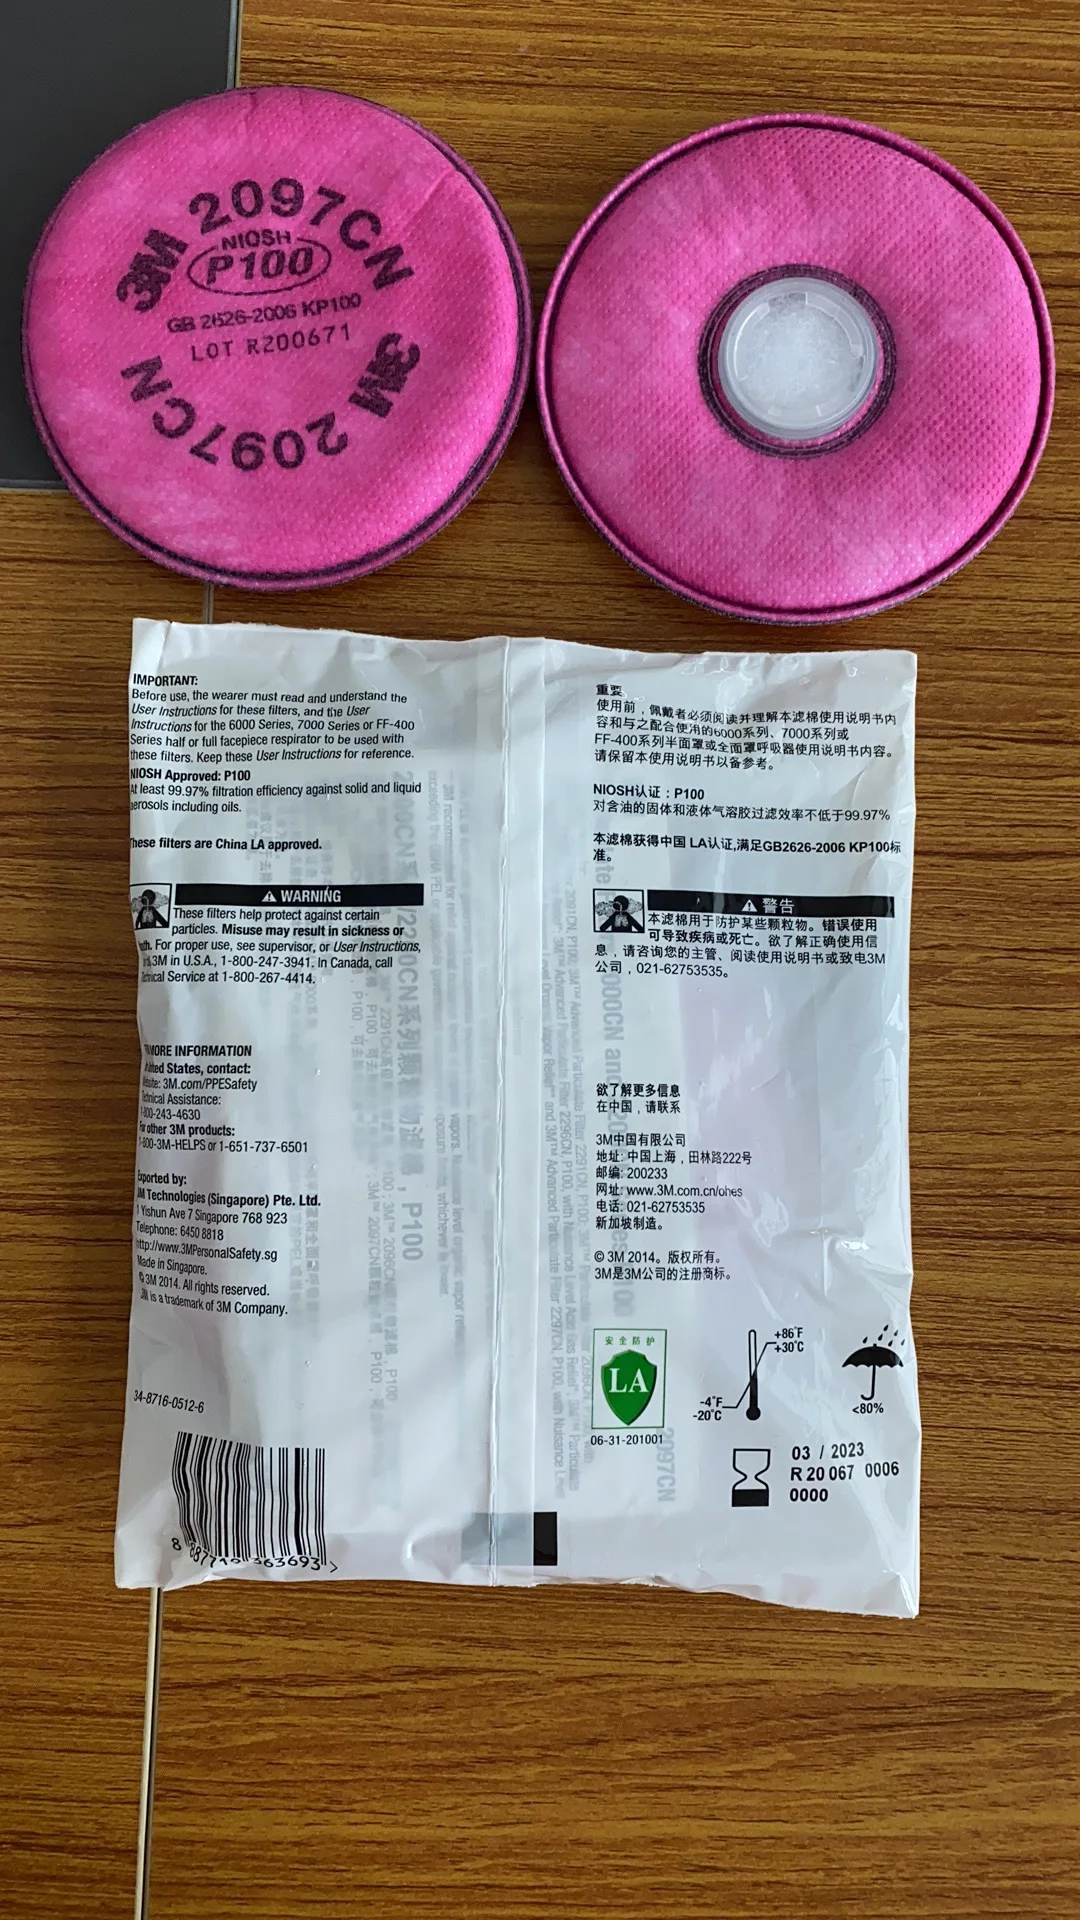 3M 2097CN
NIOSH
P100
GB 2626-2006 KP100
LOT R200671
3M 2097CN
IMPORTANT:
Before use, the wearer must read and understand the
User Instructions for these filters, and the User
Instructions for the 6000 Series, 7000 Series or FF-400
Series half or full facepiece respirator to be used with
these filters. Keep these User Instructions for reference.
NIOSH Approved: P100
At least 99.97% filtration efficiency against solid and liquid
aerosols including oils.
These filters are China LA approved.
WARNING
These filters help protect against certain
particles. Misuse may result in sickness or
For proper use, see supervisor, or User Instructions,
3M in U.S.A., 1-800-247-3941. In Canada, call
Technical Service at 1-800-267-4414.
MORE INFORMATION
United States, contact:
Website: 3M.com/PPESafety
Technical Assistance:
1-800-243-4630
For other 3M products:
1-800-3M-HELPS or 1-651-737-6501
Exported by:
3M Technologies (Singapore) Pte. Ltd.
1 Yishun Ave 7 Singapore 768 923
Telephone: 6450 8818
http://www.3MPersonalSafety.sg
Made in Singapore.
© 3M 2014. All rights reserved.
3M is a trademark of 3M Company.
34-8716-0512-6
重要
使用前，佩戴者必须阅读并理解本滤棉使用说明书内
容和与之配合使用的6000系列、7000系列或
FF-400系列半面罩或全面罩呼吸器使用说明书内容。
请保留本使用说明书以备参考。
NIOSH认证：P100
对含油的固体和液体气溶胶过滤效率不低于99.97%
本滤棉获得中国 LA认证,满足GB2626-2006 KP100标
准。
警告
本滤棉用于防护某些颗粒物。错误使用
可导致疾病或死亡。欲了解正确使用信
息，请咨询您的主管、阅读使用说明书或致电3M
公司，021-62753535。
欲了解更多信息
在中国，请联系
3M中国有限公司
地址: 中国上海，田林路222号
邮编: 200233
网址: www.3M.com.cn/ohes
电话: 021-62753535
新加坡制造。
© 3M 2014。版权所有。
3M是3M公司的注册商标。
安全防护
LA
06-31-201001
+86°F
+30°C
-4°F
-20°C
<80%
03 / 2023
R 20 067 0006
0000